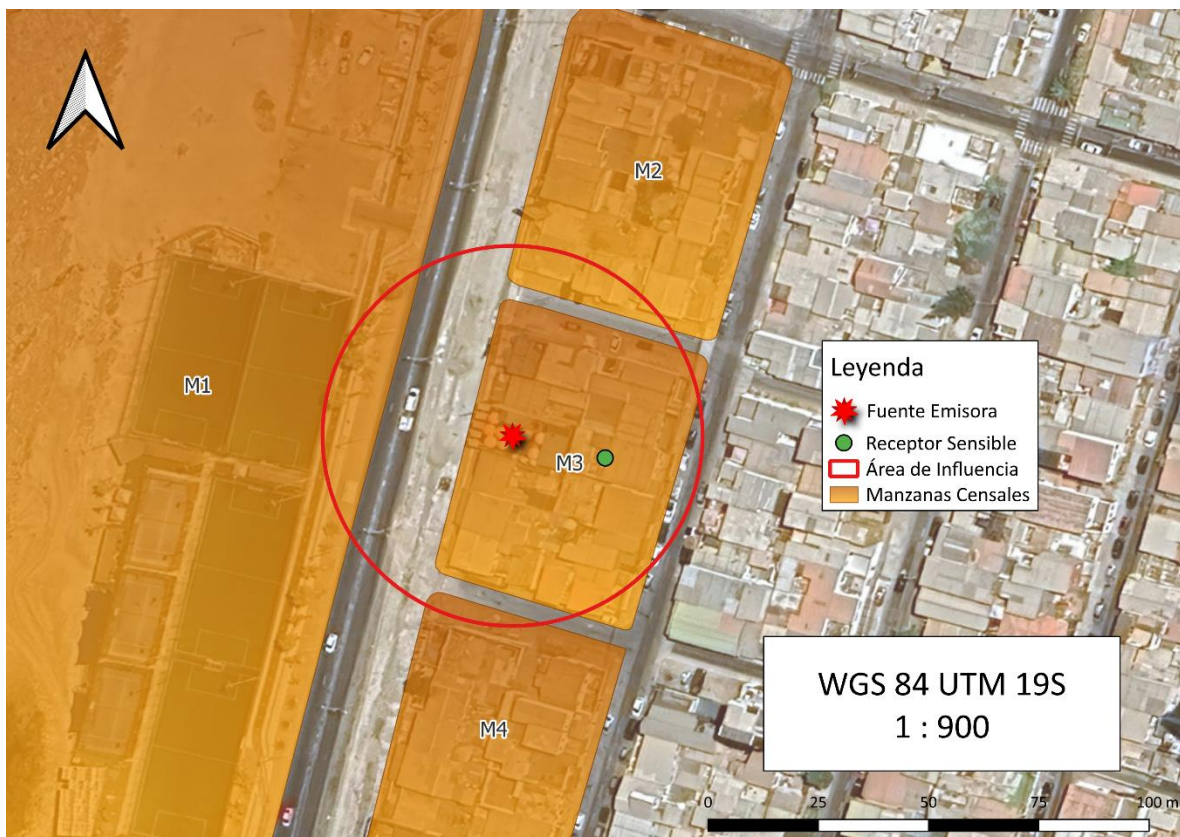 M2
M1
M3
M4
Leyenda
Fuente Emisora
Receptor Sensible
Área de Influencia
Manzanas Censales
WGS 84 UTM 19S
1 : 900
0 25 50 75 100 m